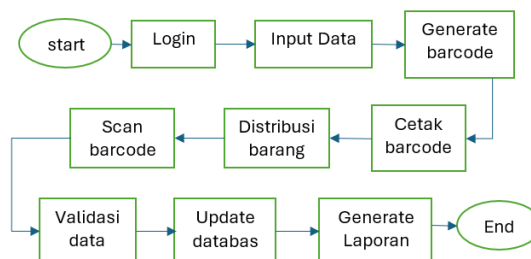 start
Login
Input Data
Generate
barcode
Cetak
barcode
Distribusi
barang
Scan
barcode
Validasi
data
Update
databas
Generate
Laporan
End